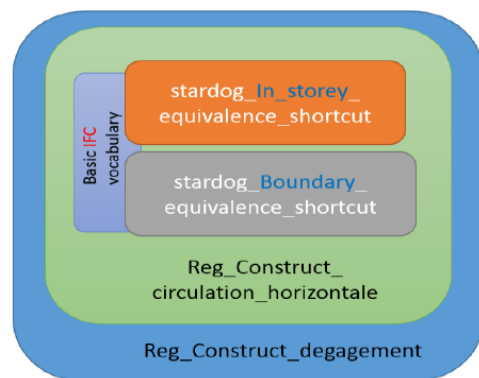 Basic IFC
vocabulary
stardog_In_storey_
equivalence_shortcut
stardog_Boundary_
equivalence_shortcut
Reg_Construct_
circulation_horizontale
Reg_Construct_degagement